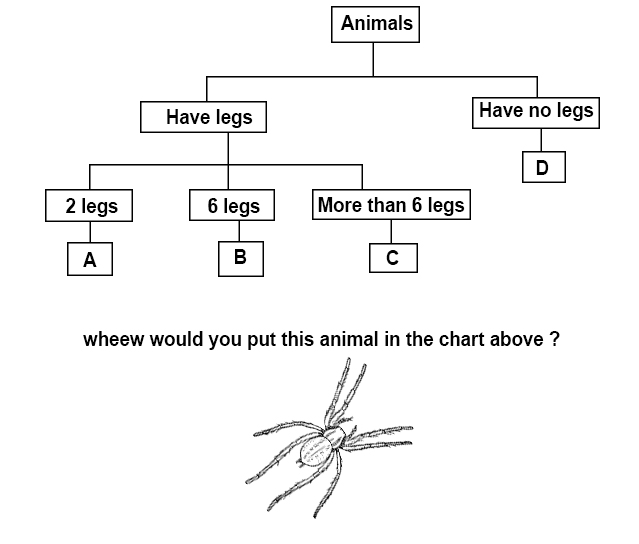 Animals
Have legs
Have no legs
D
2 legs
6 legs
More than 6 legs
A
B
C
wheew would you put this animal in the chart above ?